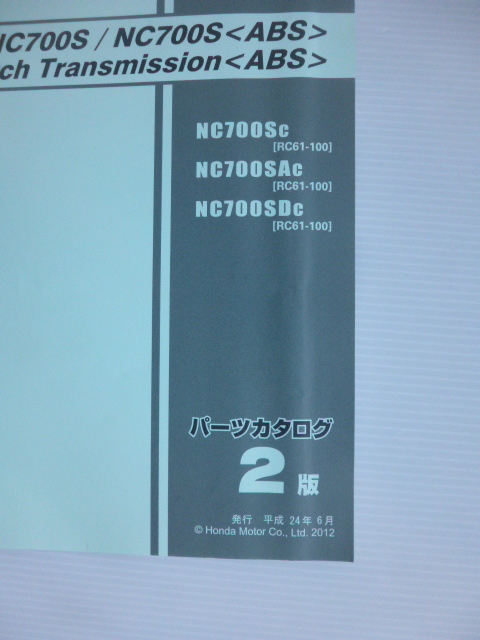 NC700S / NC700S<ABS>
ch Transmission<ABS>
NC700Sc
[RC61-100]
NC700SAc
[RC61-100]
NC700SDc
[RC61-100]
パーツカタログ
2版
発行 平成 24年 6月
© Honda Motor Co., Ltd. 2012